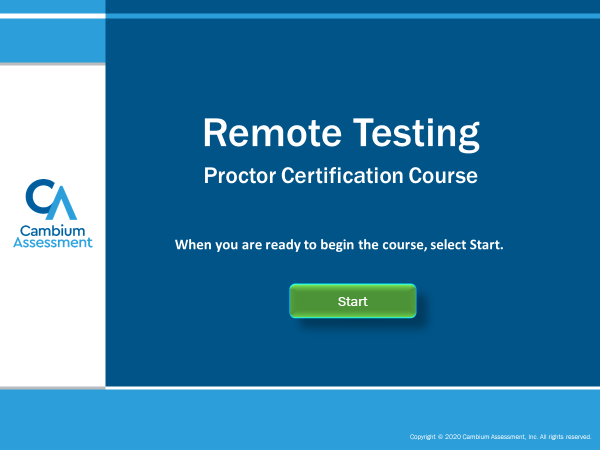 Remote Testing
Proctor Certification Course
CA
Cambium
Assessment
When you are ready to begin the course, select Start.
Start
Copyright © 2020 Cambium Assessment, Inc. All rights reserved.